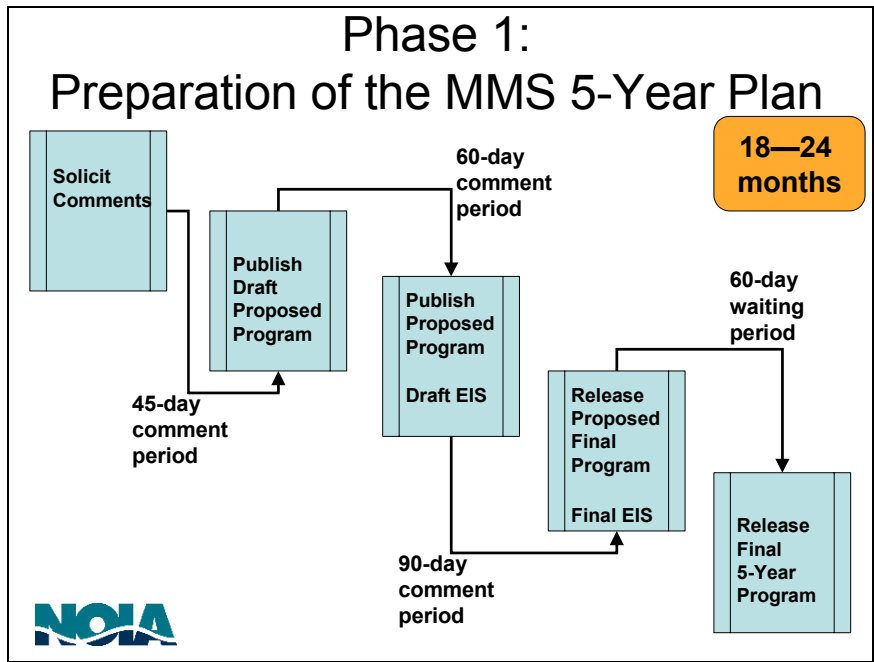 Phase 1:
Preparation of the MMS 5-Year Plan
18—24
months
Solicit
Comments
45-day
comment
period
Publish
Draft
Proposed
Program
60-day
comment
period
Publish
Proposed
Program
Draft EIS
90-day
comment
period
Release
Proposed
Final
Program
Final EIS
60-day
waiting
period
Release
Final
5-Year
Program
NOIA